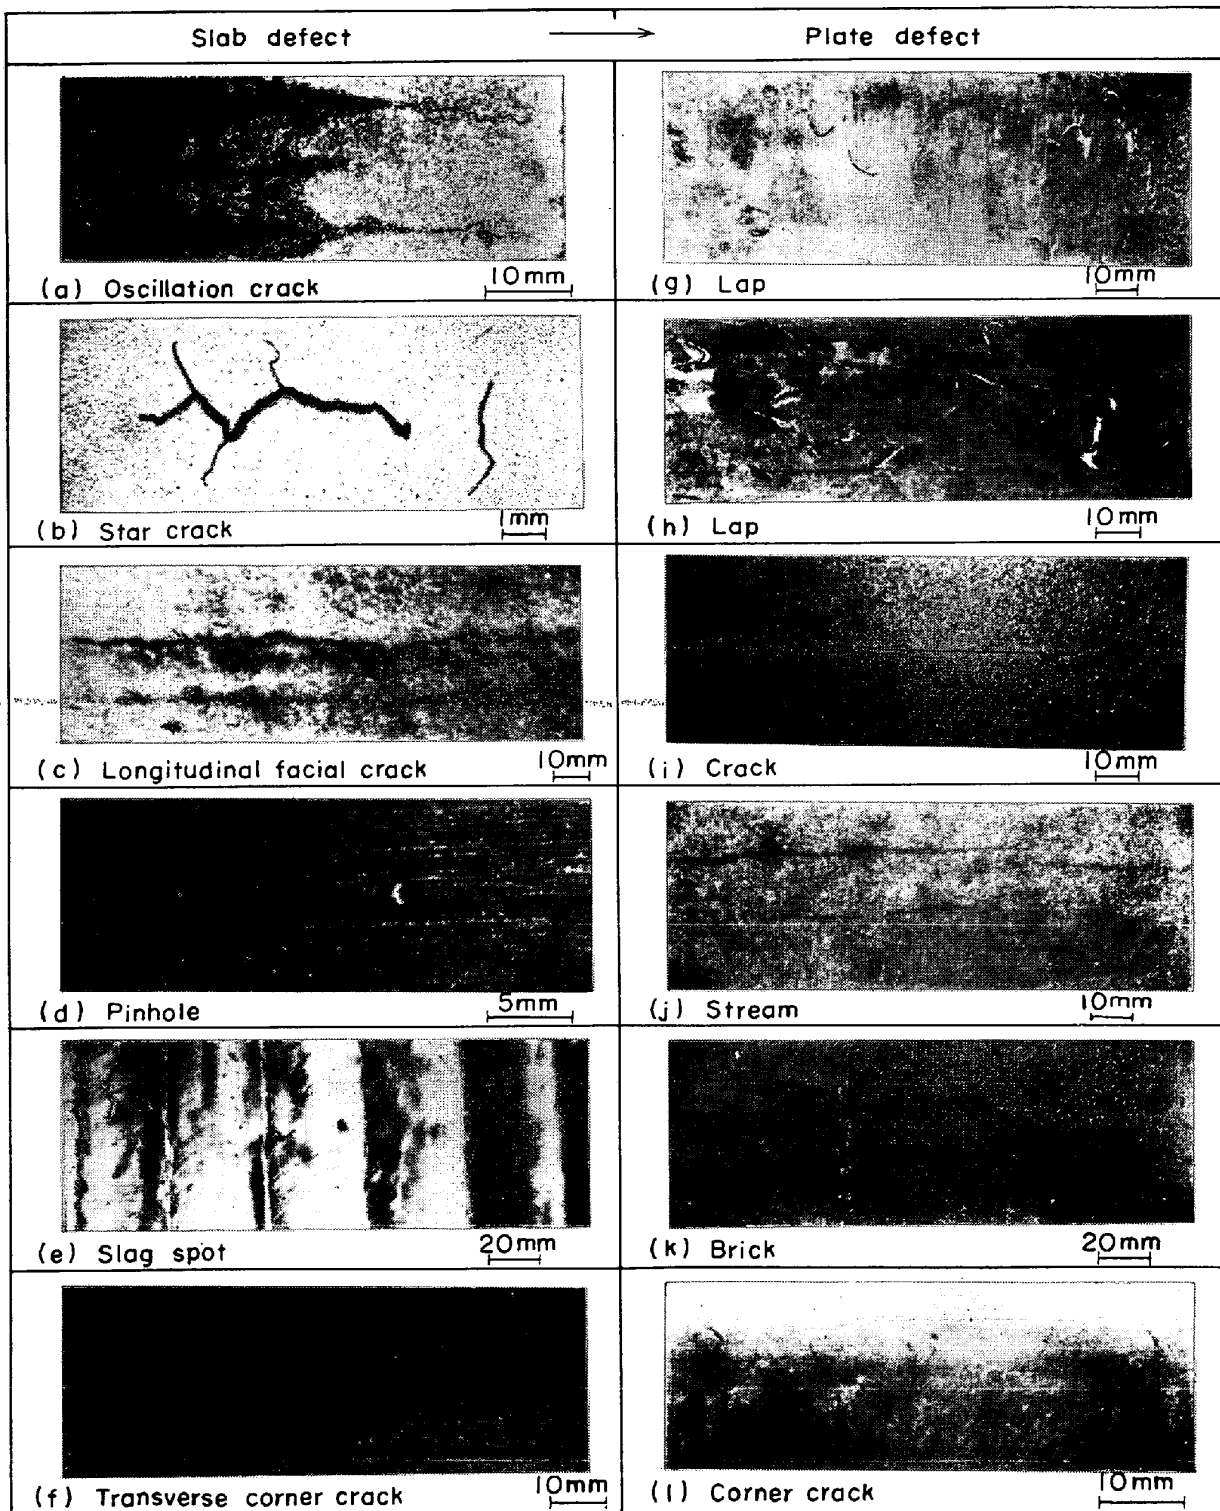 Slab defect → Plate defect
10mm 10mm
(a) Oscillation crack (g) Lap
1mm 10mm
(b) Star crack (h) Lap
10mm 10mm
(c) Longitudinal facial crack (i) Crack
5mm 10mm
(d) Pinhole (j) Stream
20mm 20mm
(e) Slag spot (k) Brick
10mm 10mm
(f) Transverse corner crack (l) Corner crack